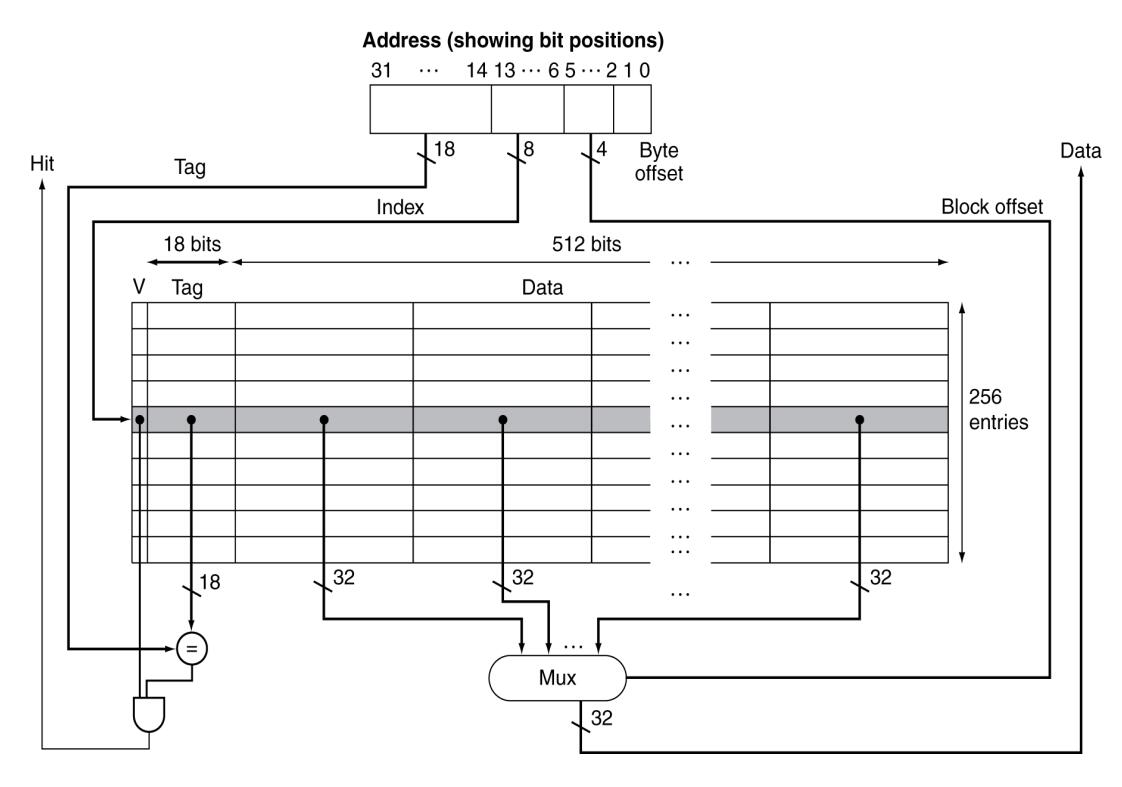 Address (showing bit positions)
31 ··· 14 13 ··· 6 5 ··· 2 1 0
18 8 4 Byte offset
Hit
Tag
Data
Index
Block offset
18 bits
512 bits
···
V Tag Data
···
···
···
···
···
···
···
···
···
···
256
entries
18
32
32
32
···
=
···
Mux
32